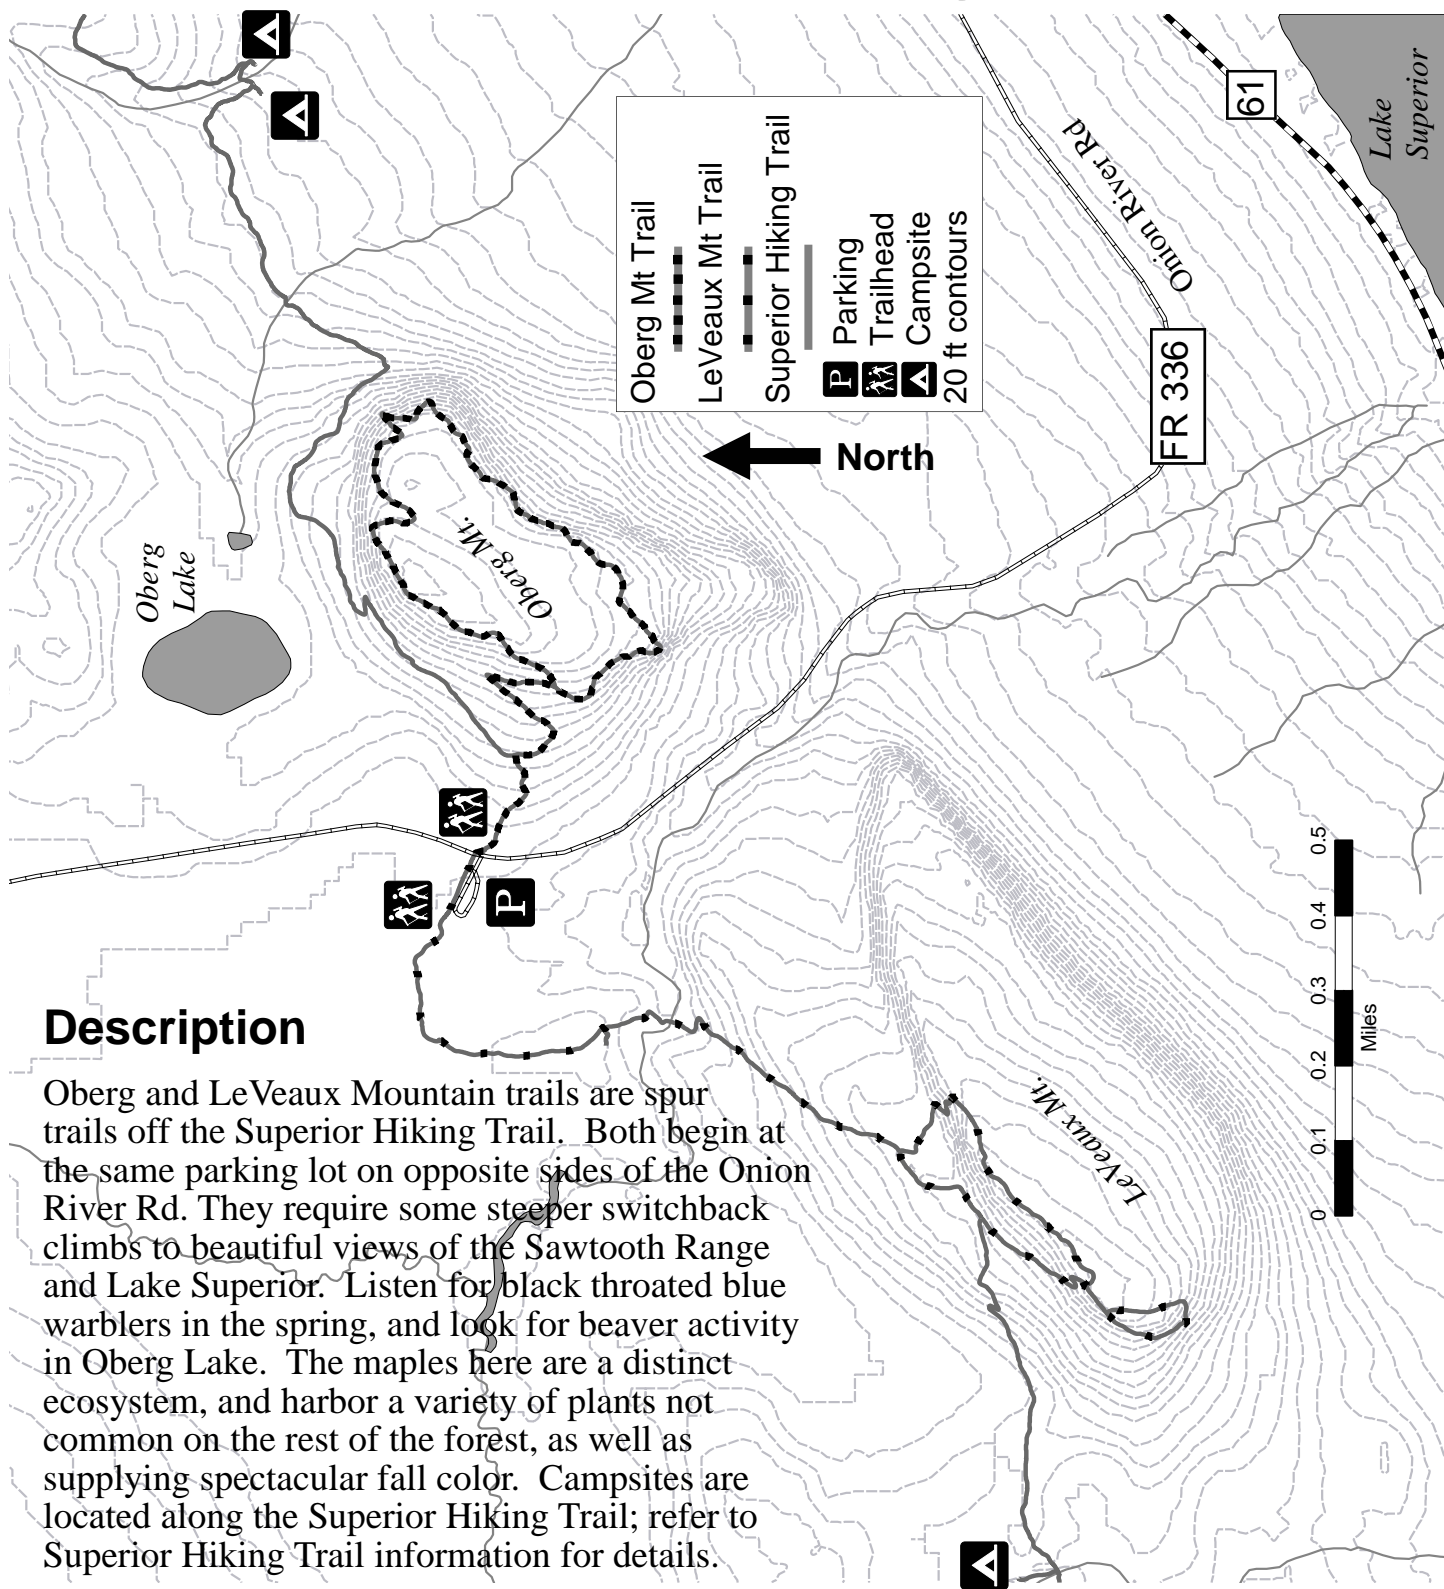 Lake
Superior
61
Onion River Rd
FR 336
Oberg Mt Trail
LeVeaux Mt Trail
Superior Hiking Trail
P Parking
Trailhead
Campsite
20 ft contours
North
Oberg
Lake
Oberg Mt.
P
LeVeaux Mt.
0 0.1 0.2 0.3 0.4 0.5
Miles
Description
Oberg and LeVeaux Mountain trails are spur
trails off the Superior Hiking Trail.  Both begin at
the same parking lot on opposite sides of the Onion
River Rd. They require some steeper switchback
climbs to beautiful views of the Sawtooth Range
and Lake Superior.  Listen for black throated blue
warblers in the spring, and look for beaver activity
in Oberg Lake.  The maples here are a distinct
ecosystem, and harbor a variety of plants not
common on the rest of the forest, as well as
supplying spectacular fall color.  Campsites are
located along the Superior Hiking Trail; refer to
Superior Hiking Trail information for details.